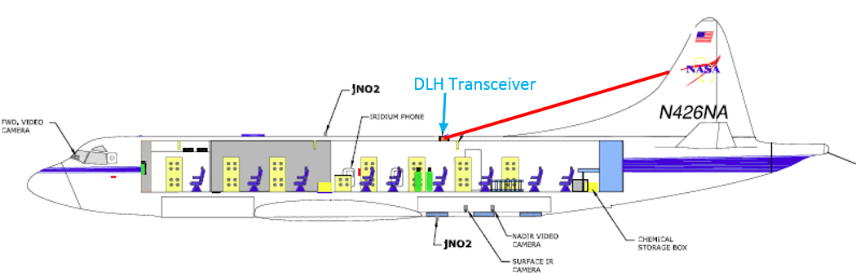 DLH Transceiver
NASA
jNO2
N426NA
IRIDIUM PHONE
FWD. VIDEO
CAMERA
jNO2
NADIR VIDEO
CAMERA
CHEMICAL
STORAGE BOX
SURFACE IR
CAMERA